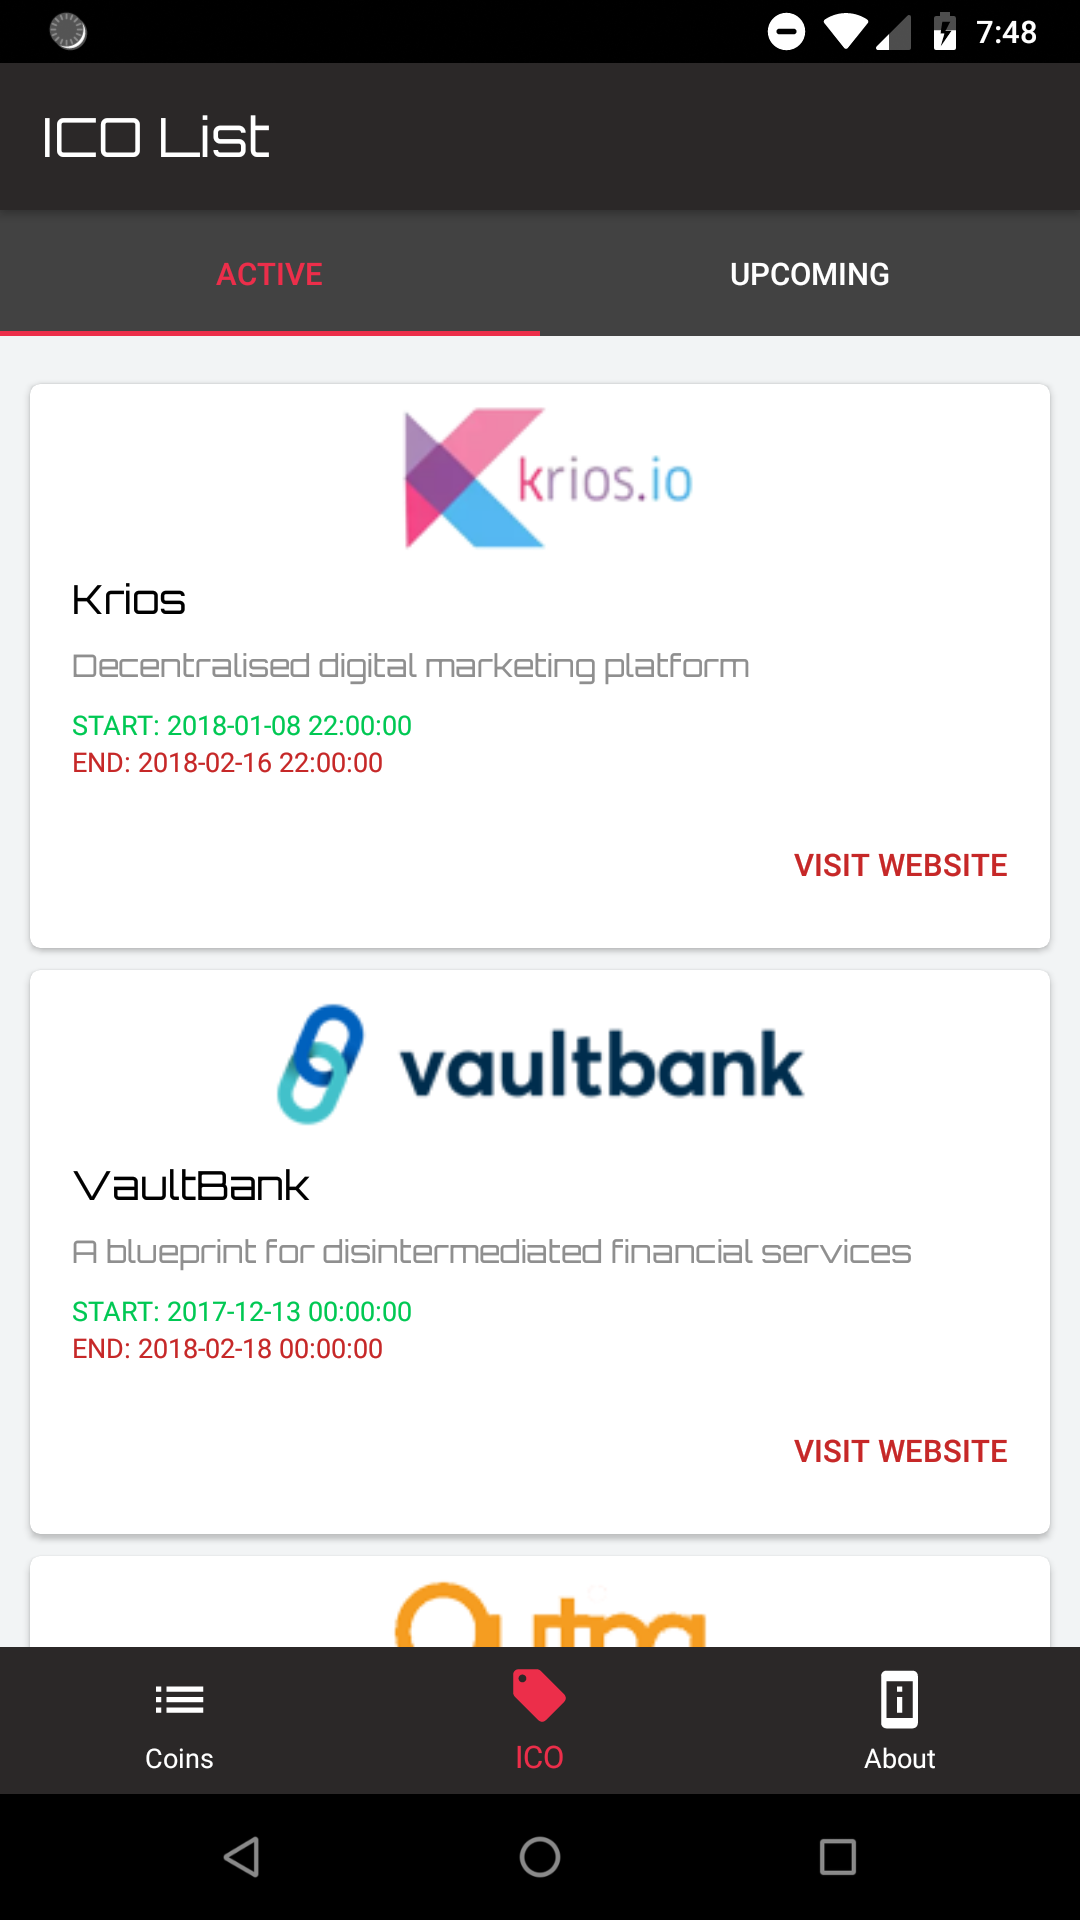 7:48
ICO List
ACTIVE
UPCOMING
krios.io
Krios
Decentralised digital marketing platform
START: 2018-01-08 22:00:00
END: 2018-02-16 22:00:00
VISIT WEBSITE
vaultbank
VaultBank
A blueprint for disintermediated financial services
START: 2017-12-13 00:00:00
END: 2018-02-18 00:00:00
VISIT WEBSITE
Coins
ICO
About